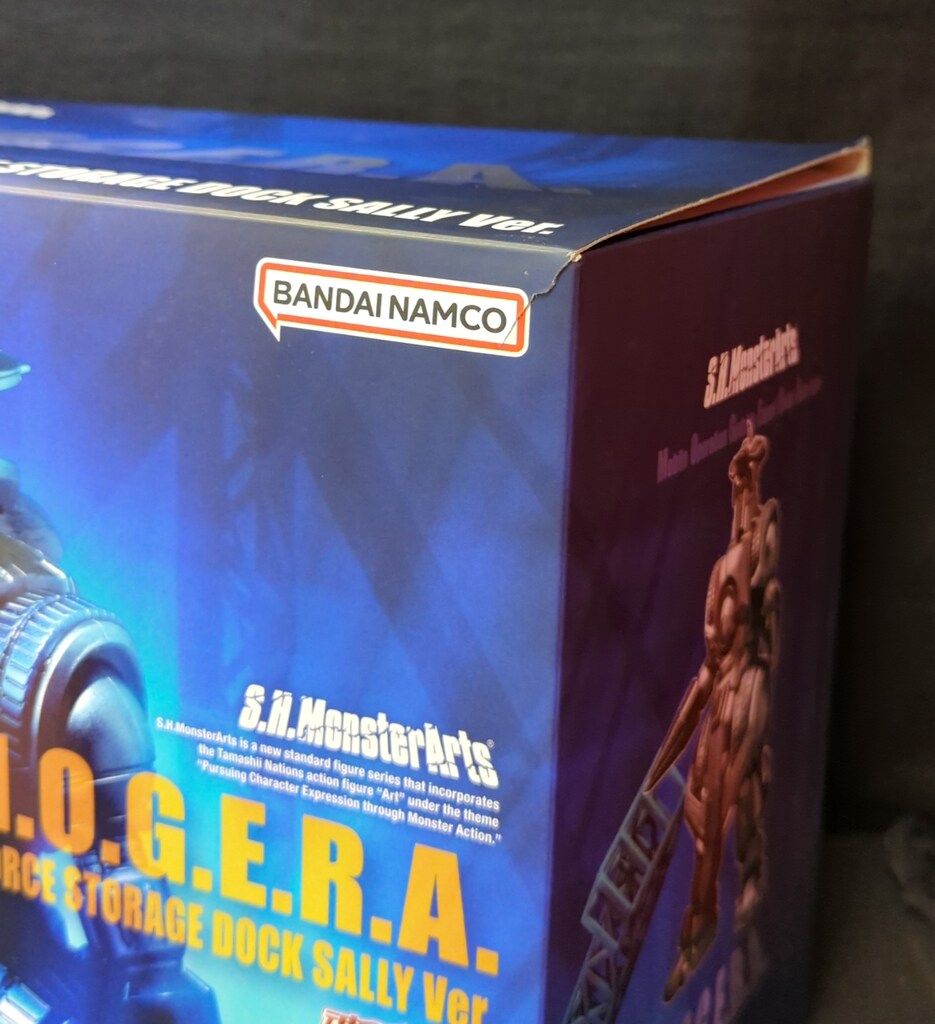 STORAGE DOCK SALLY Ver.
BANDAI NAMCO
S.H.MonsterArts
S.H.MonsterArts®
S.H.MonsterArts is a new standard figure series that incorporates
the Tamashii Nations action figure "Art" under the theme
"Pursuing Character Expression through Monster Action."
.O.G.E.R.A.
ORCE STORAGE DOCK SALLY Ver